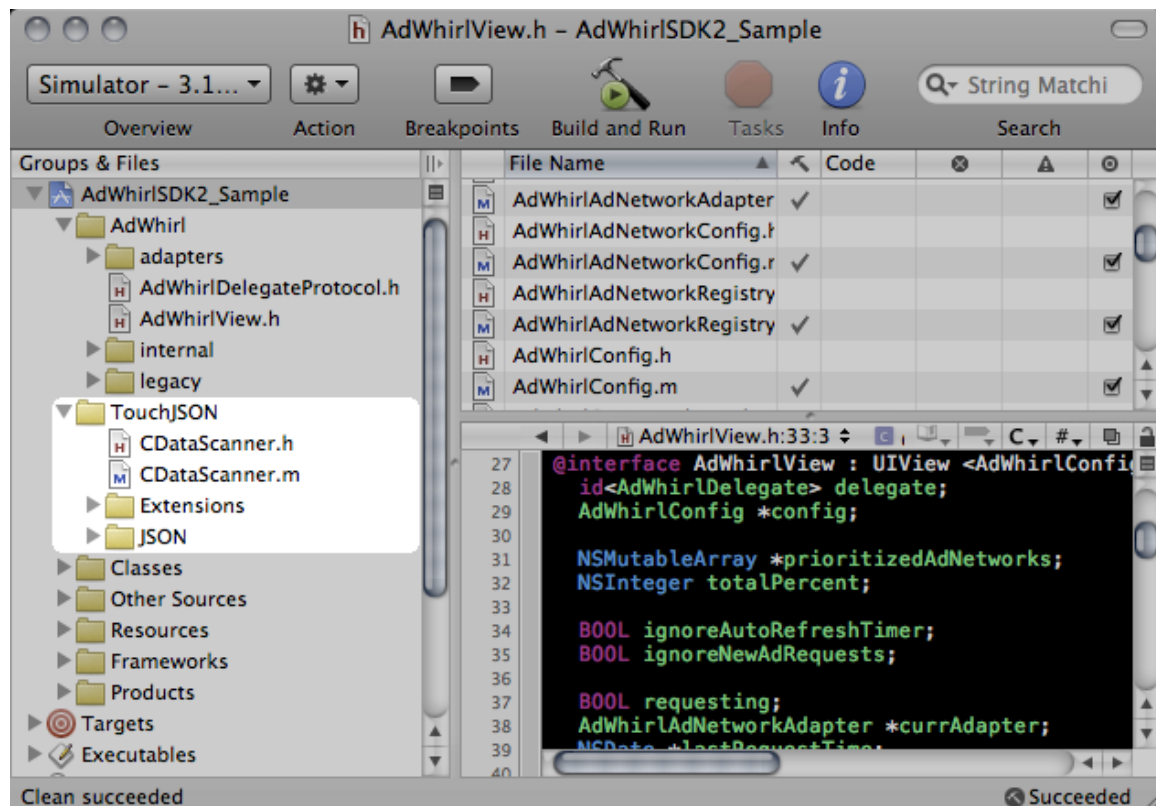 AdWhirlView.h – AdWhirlSDK2_Sample
Simulator – 3.1...
String Matchi
Overview Action Breakpoints Build and Run Tasks Info Search
Groups & Files
AdWhirlSDK2_Sample
AdWhirl
adapters
AdWhirlDelegateProtocol.h
AdWhirlView.h
internal
legacy
TouchJSON
CDataScanner.h
CDataScanner.m
Extensions
JSON
Classes
Other Sources
Resources
Frameworks
Products
Targets
Executables
File Name Code
AdWhirlAdNetworkAdapter
AdWhirlAdNetworkConfig.h
AdWhirlAdNetworkConfig.
AdWhirlAdNetworkRegistry
AdWhirlAdNetworkRegistry
AdWhirlConfig.h
AdWhirlConfig.m
AdWhirlView.h:33:3 C #
27 @interface AdWhirlView : UIView <AdWhirlConfi
28 id<AdWhirlDelegate> delegate;
29 AdWhirlConfig *config;
30
31 NSMutableArray *prioritizedAdNetworks;
32 NSInteger totalPercent;
33
34 BOOL ignoreAutoRefreshTimer;
35 BOOL ignoreNewAdRequests;
36
37 BOOL requesting;
38 AdWhirlAdNetworkAdapter *currAdapter;
39 NSDate *lastRequestTime;
40
Clean succeeded
Succeeded